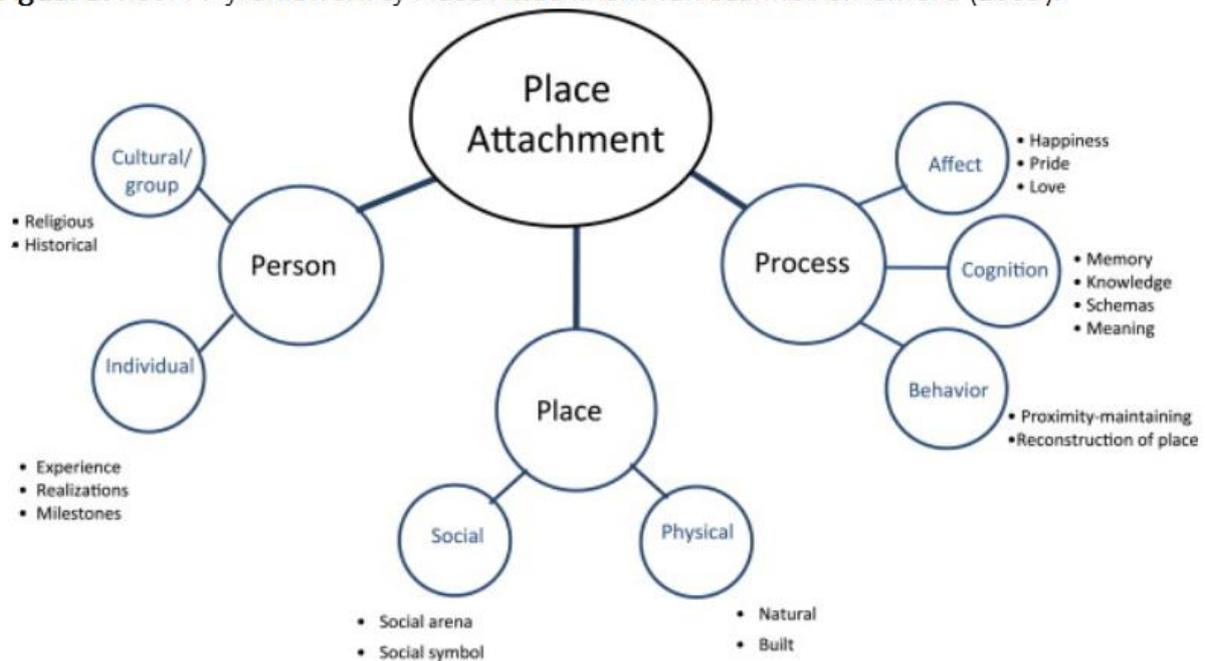 Place
Attachment
Cultural/
group
• Religious
• Historical
Person
Individual
• Experience
• Realizations
• Milestones
Place
Social
• Social arena
• Social symbol
Physical
• Natural
• Built
Process
Affect
• Happiness
• Pride
• Love
Cognition
• Memory
• Knowledge
• Schemas
• Meaning
Behavior
• Proximity-maintaining
•Reconstruction of place